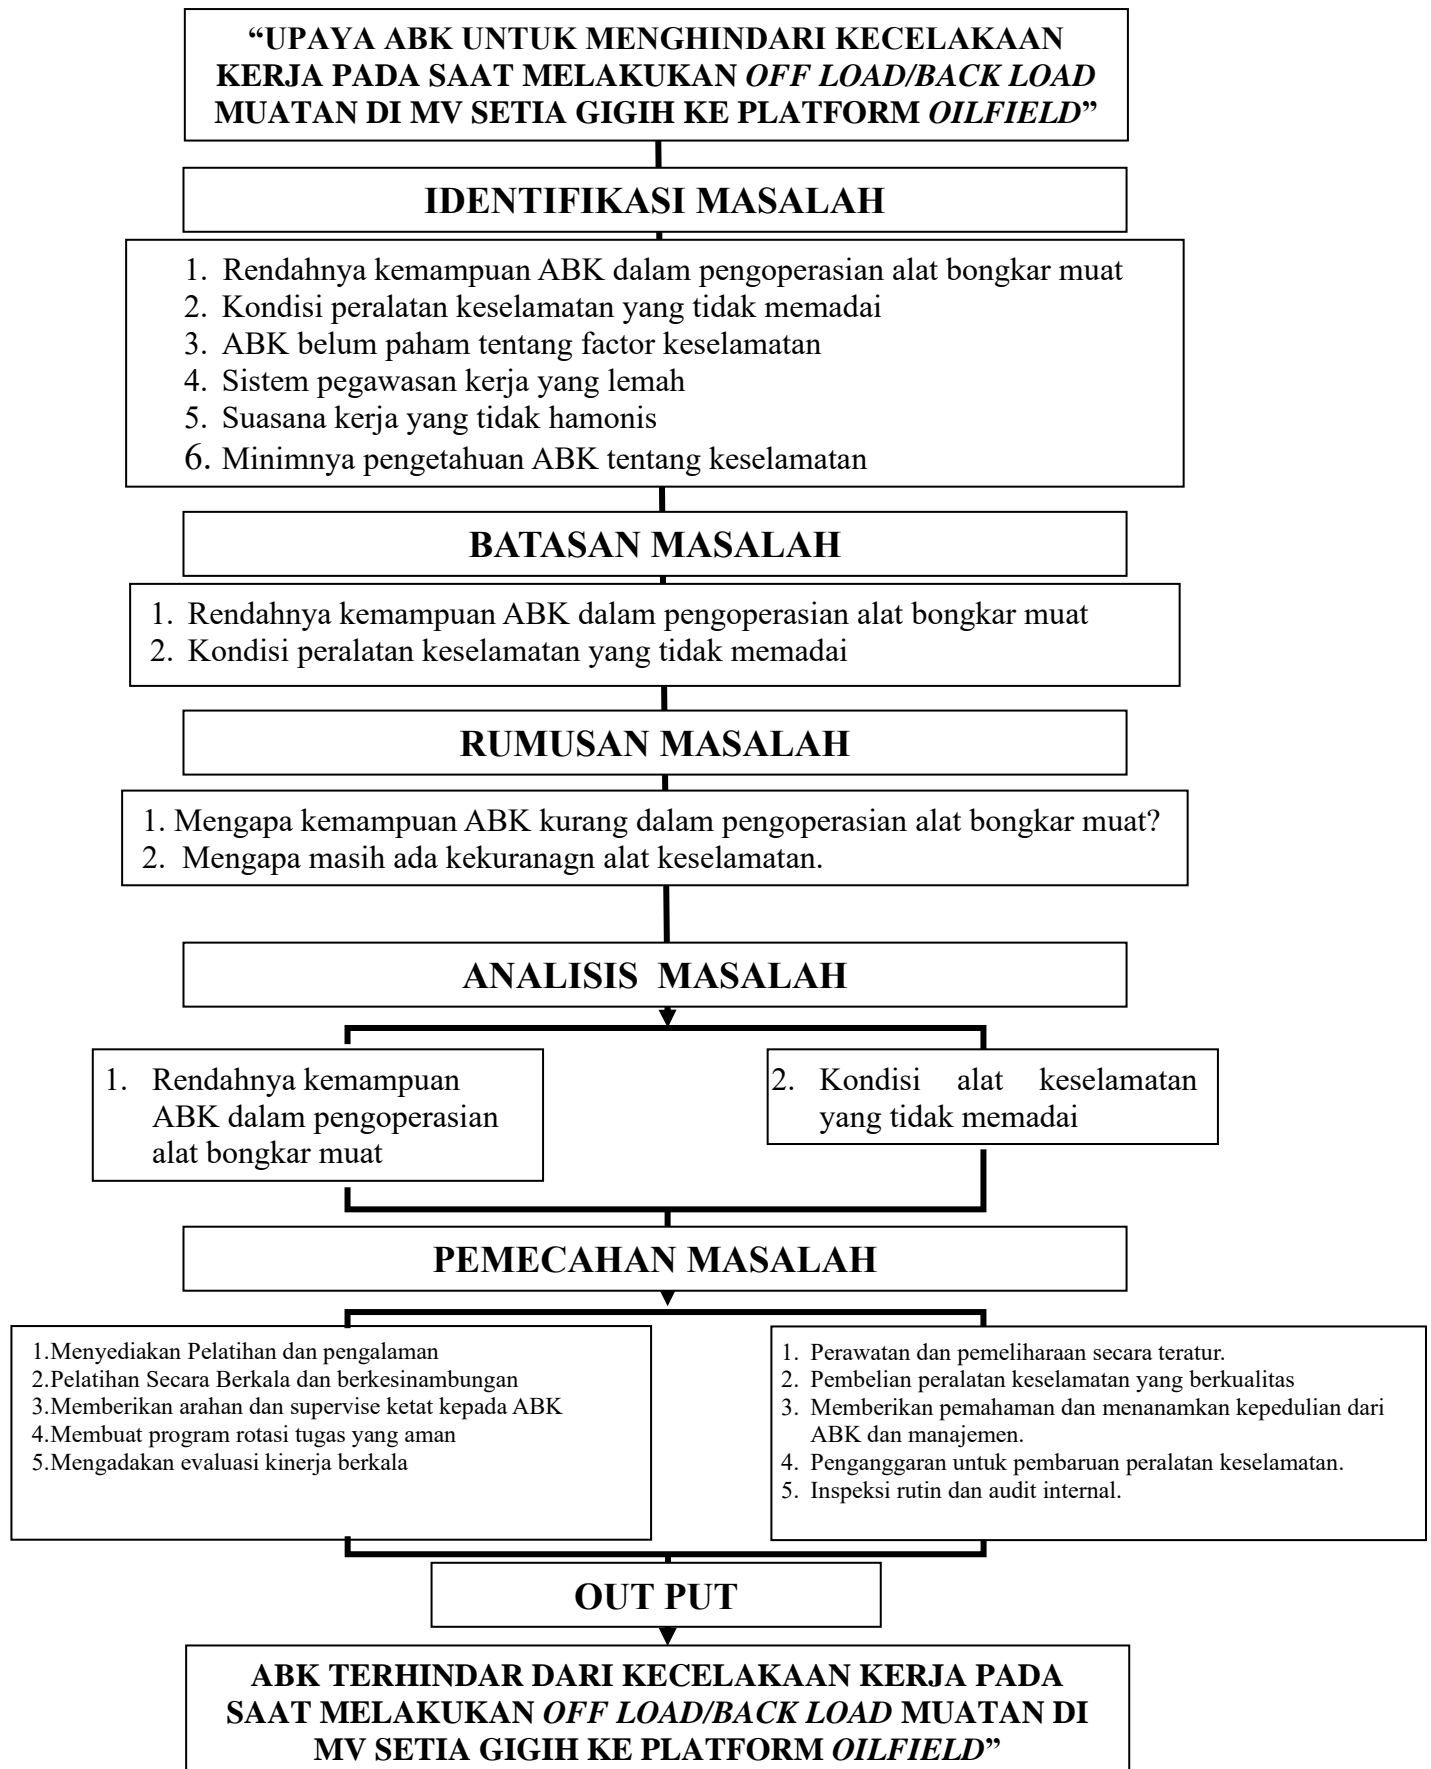 “UPAYA ABK UNTUK MENGHINDARI KECELAKAAN
KERJA PADA SAAT MELAKUKAN OFF LOAD/BACK LOAD
MUATAN DI MV SETIA GIGIH KE PLATFORM OILFIELD”
IDENTIFIKASI MASALAH
1. Rendahnya kemampuan ABK dalam pengoperasian alat bongkar muat
2. Kondisi peralatan keselamatan yang tidak memadai
3. ABK belum paham tentang factor keselamatan
4. Sistem pegawasan kerja yang lemah
5. Suasana kerja yang tidak hamonis
6. Minimnya pengetahuan ABK tentang keselamatan
BATASAN MASALAH
1. Rendahnya kemampuan ABK dalam pengoperasian alat bongkar muat
2. Kondisi peralatan keselamatan yang tidak memadai
RUMUSAN MASALAH
1. Mengapa kemampuan ABK kurang dalam pengoperasian alat bongkar muat?
2. Mengapa masih ada kekuranagn alat keselamatan.
ANALISIS MASALAH
1. Rendahnya kemampuan
ABK dalam pengoperasian
alat bongkar muat
2. Kondisi alat keselamatan
yang tidak memadai
PEMECAHAN MASALAH
1.Menyediakan Pelatihan dan pengalaman
2.Pelatihan Secara Berkala dan berkesinambungan
3.Memberikan arahan dan supervise ketat kepada ABK
4.Membuat program rotasi tugas yang aman
5.Mengadakan evaluasi kinerja berkala
1. Perawatan dan pemeliharaan secara teratur.
2. Pembelian peralatan keselamatan yang berkualitas
3. Memberikan pemahaman dan menanamkan kepedulian dari
ABK dan manajemen.
4. Penganggaran untuk pembaruan peralatan keselamatan.
5. Inspeksi rutin dan audit internal.
OUT PUT
ABK TERHINDAR DARI KECELAKAAN KERJA PADA
SAAT MELAKUKAN OFF LOAD/BACK LOAD MUATAN DI
MV SETIA GIGIH KE PLATFORM OILFIELD”